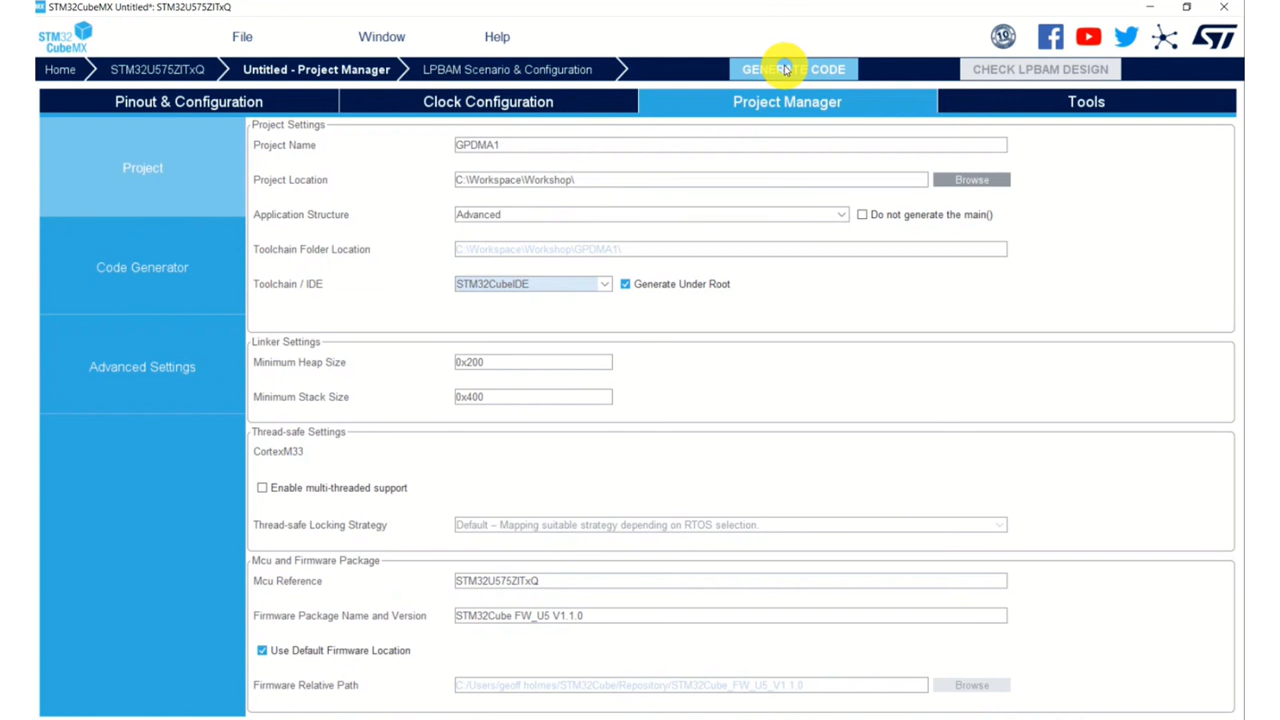 STM32CubeMX Untitled*: STM32U575ZITxQ
STM32
CubeMX
File
Window
Help
10
Home
STM32U575ZITxQ
Untitled - Project Manager
LPBAM Scenario & Configuration
GENERATE CODE
CHECK LPBAM DESIGN
Pinout & Configuration
Clock Configuration
Project Manager
Tools
Project
Code Generator
Advanced Settings
Project Settings
Project Name
GPDMA1
Project Location
C:\Workspace\Workshop\
Browse
Application Structure
Advanced
Do not generate the main()
Toolchain Folder Location
C:\Workspace\Workshop\GPDMA1\
Toolchain / IDE
STM32CubeIDE
Generate Under Root
Linker Settings
Minimum Heap Size
0x200
Minimum Stack Size
0x400
Thread-safe Settings
CortexM33
Enable multi-threaded support
Thread-safe Locking Strategy
Default – Mapping suitable strategy depending on RTOS selection.
Mcu and Firmware Package
Mcu Reference
STM32U575ZITxQ
Firmware Package Name and Version
STM32Cube FW_U5 V1.1.0
Use Default Firmware Location
Firmware Relative Path
C:/Users/geoff holmes/STM32Cube/Repository/STM32Cube_FW_U5_V1.1.0
Browse